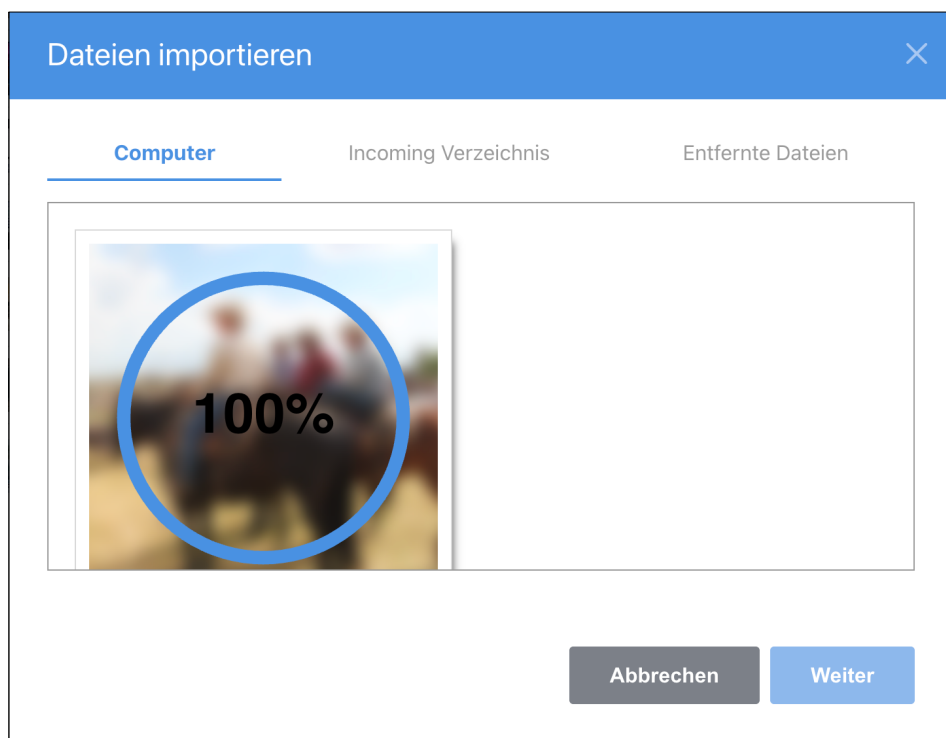 Dateien importieren
Computer
Incoming Verzeichnis
Entfernte Dateien
100%
Abbrechen
Weiter